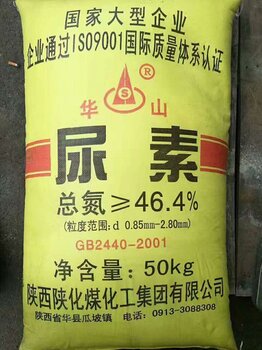 国家大型企业
企业通过ISO9001国际质量体系认证
华 S ® 山
尿素
总氮≥46.4%
(粒度范围:d 0.85mm-2.80mm)
GB2440-2001
净含量:50kg
陕西陕化煤化工集团有限公司
陕西省华县瓜坡镇 电话:0913-3088308